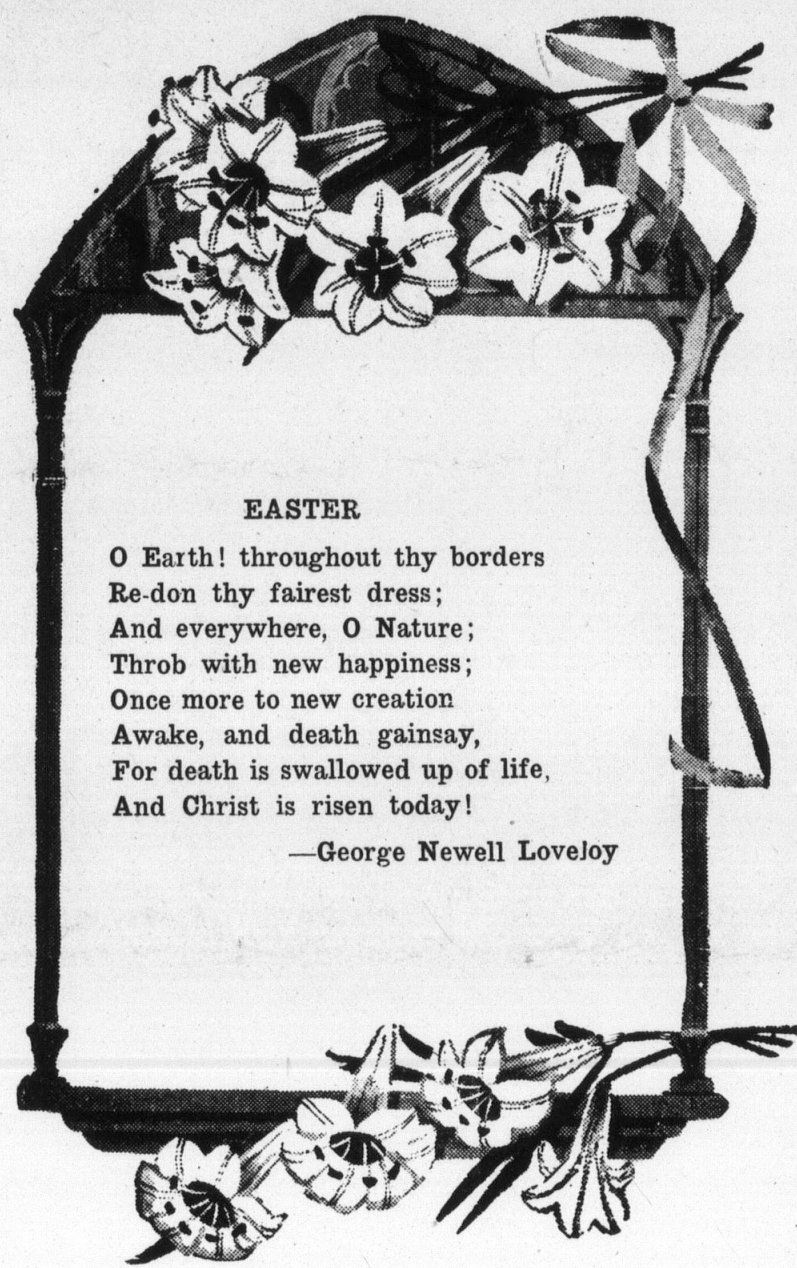 EASTER
O Earth! throughout thy borders
Re-don thy fairest dress;
And everywhere, O Nature;
Throb with new happiness;
Once more to new creation
Awake, and death gainsay,
For death is swallowed up of life,
And Christ is risen today!
—George Newell Lovejoy